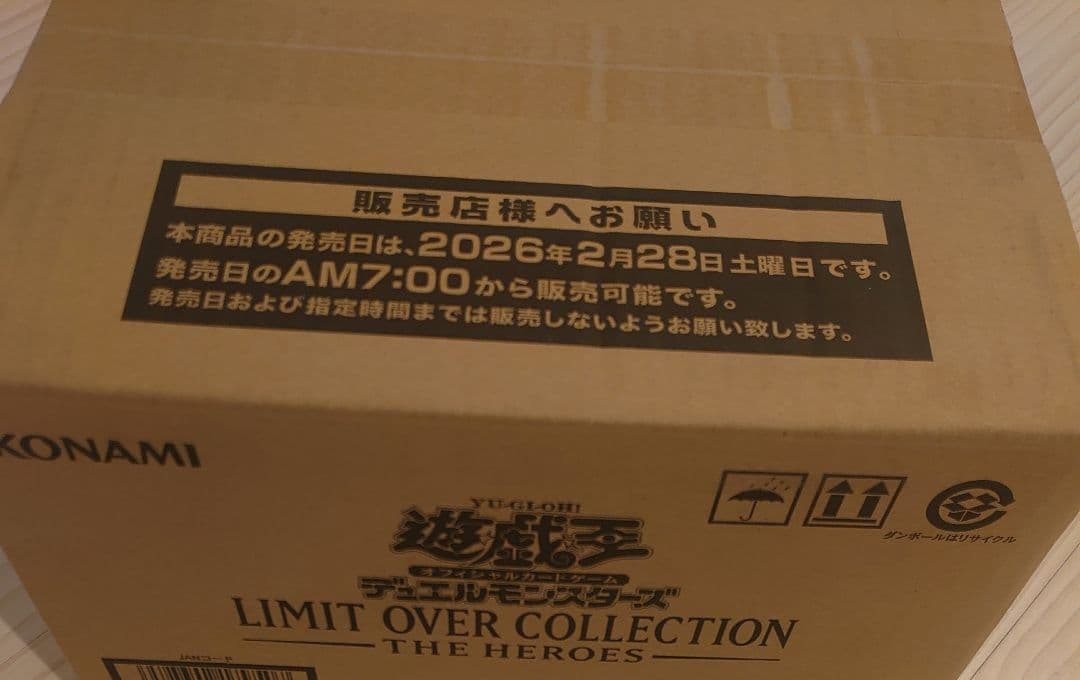 販売店様へお願い
本商品の発売日は、2026年2月28日土曜日です。
発売日のAM7:00から販売可能です。
発売日および指定時間までは販売しないようお願い致します。
KONAMI
YU-GI-OH!
遊戯王
オフィシャルカードゲーム
デュエルモンスターズ
LIMIT OVER COLLECTION
THE HEROES
ダンボールはリサイクル
JANコード